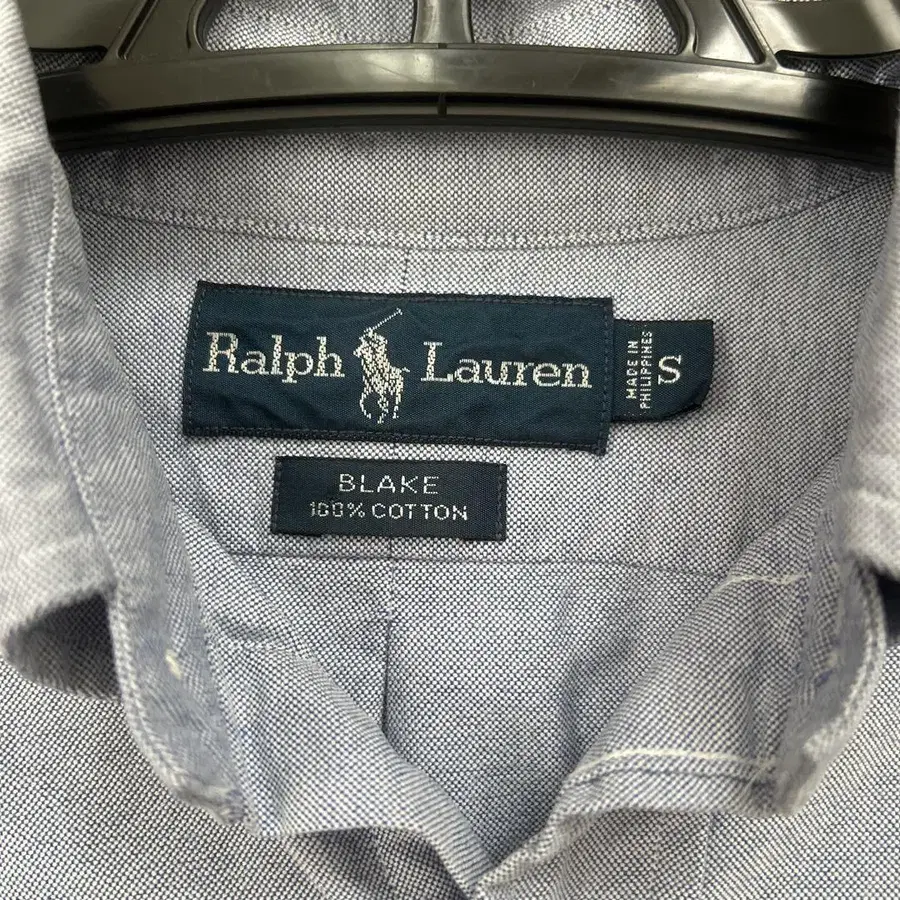 Ralph Lauren
MADE IN
PHILIPPINES
S
BLAKE
100% COTTON